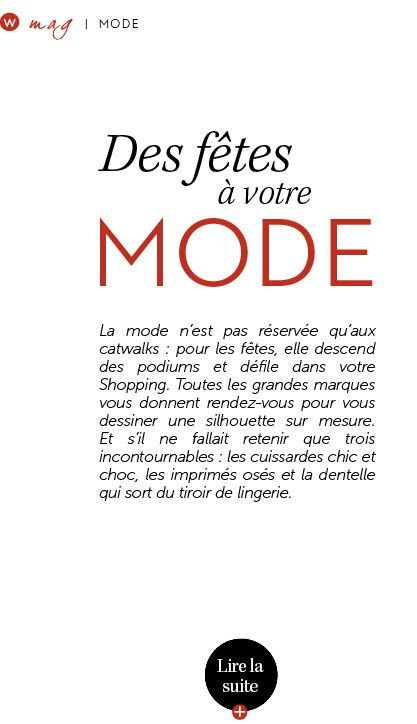 w mag | MODE
Des fêtes
à votre
MODE
La mode n’est pas réservée qu’aux
catwalks : pour les fêtes, elle descend
des podiums et défile dans votre
Shopping. Toutes les grandes marques
vous donnent rendez-vous pour vous
dessiner une silhouette sur mesure.
Et s’il ne fallait retenir que trois
incontournables : les cuissardes chic et
choc, les imprimés osés et la dentelle
qui sort du tiroir de lingerie.
Lire la
suite
+